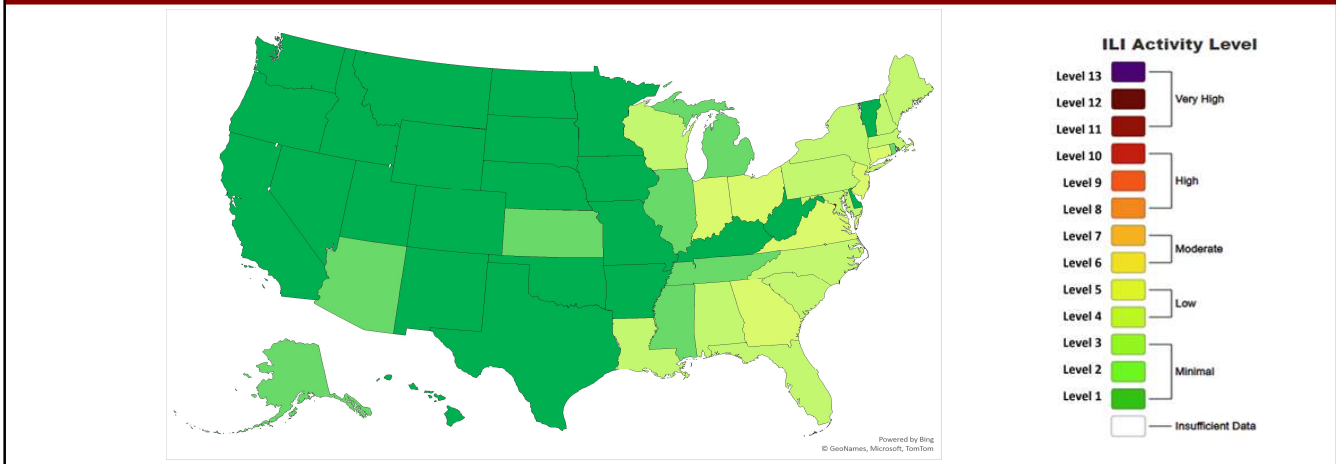 ILI Activity Level
Level 13
Level 12
Very High
Level 11
Level 10
Level 9
High
Level 8
Level 7
Moderate
Level 6
Level 5
Low
Level 4
Level 3
Level 2
Minimal
Level 1
Insufficient Data
Powered by Bing
© GeoNames, Microsoft, TomTom